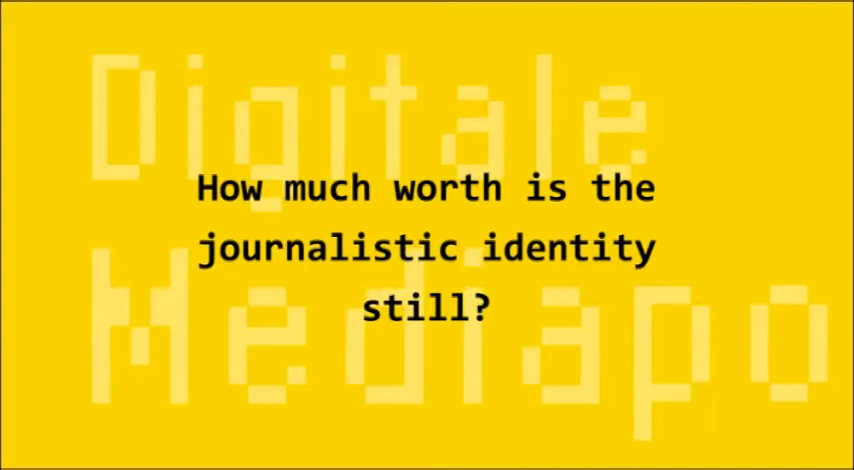 Digitale
How much worth is the
journalistic identity
still?
Mediapo